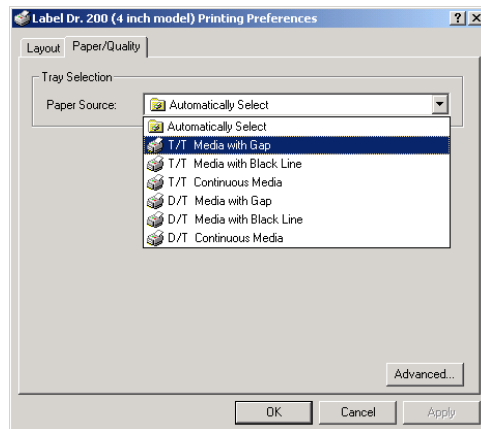 Label Dr. 200 (4 inch model) Printing Preferences
Layout Paper/Quality
Tray Selection
Paper Source: Automatically Select
Automatically Select
T/T Media with Gap
T/T Media with Black Line
T/T Continuous Media
D/T Media with Gap
D/T Media with Black Line
D/T Continuous Media
Advanced...
OK Cancel Apply